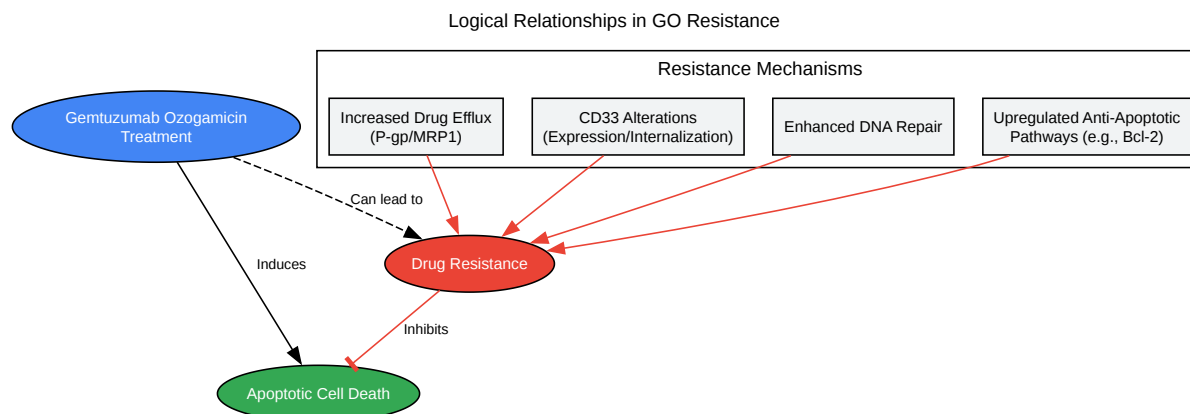 Logical Relationships in GO Resistance
Resistance Mechanisms
Gemtuzumab Ozogamicin
Treatment
Increased Drug Efflux
(P-gp/MRP1)
CD33 Alterations
(Expression/Internalization)
Enhanced DNA Repair
Upregulated Anti-Apoptotic
Pathways (e.g., Bcl-2)
Can lead to
Induces
Drug Resistance
Inhibits
Apoptotic Cell Death